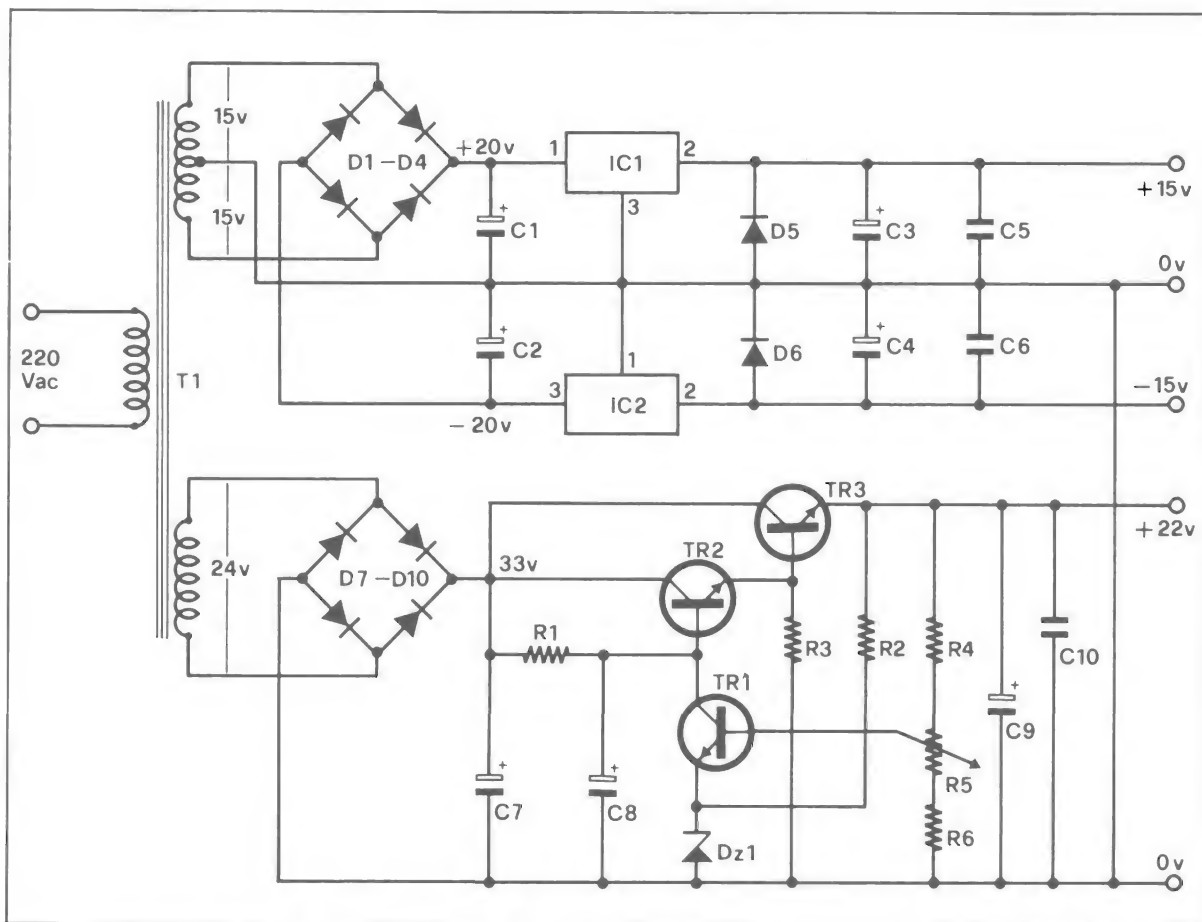 15v
15v
D1–D4
+20v
1
IC1
2
3
+
C1
D5
+
C3
C5
+15v
0v
220
Vac
T1
+
C2
1
3
IC2
2
D6
+
C4
C6
–20v
–15v
24v
D7–D10
33v
TR3
TR2
+22v
R1
TR1
R3
R2
R4
C10
+
C7
+
C8
+
C9
R5
R6
Dz1
0v